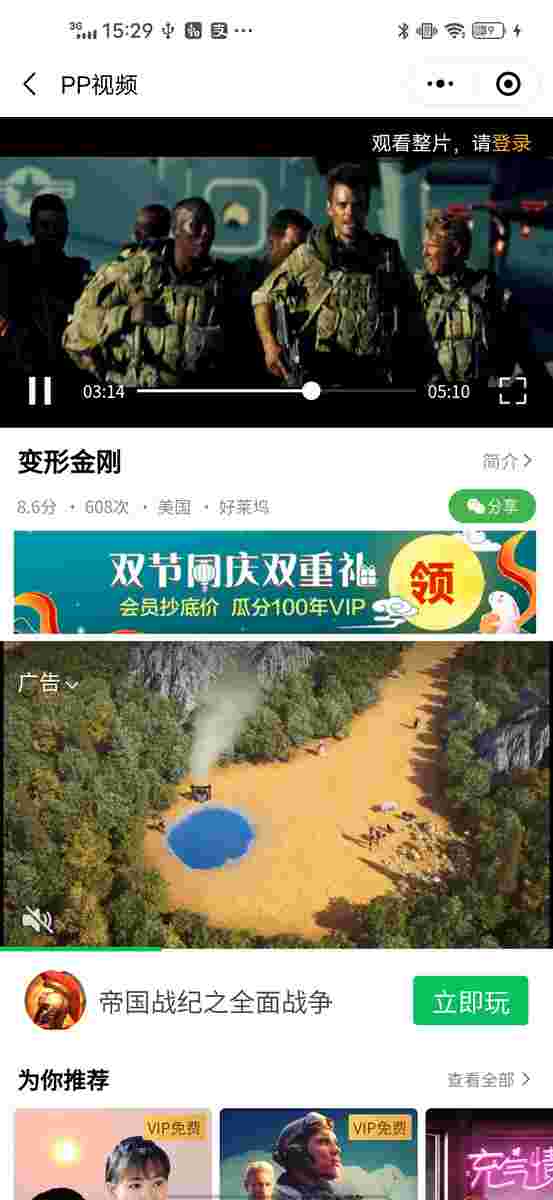 3G 15:29
PP视频
观看整片，请登录
03:14 05:10
变形金刚 简介
8.6分 · 608次 · 美国 · 好莱坞 分享
双节同庆双重礼
领
会员抄底价 瓜分100年VIP
广告
帝国战纪之全面战争 立即玩
为你推荐 查看全部
VIP免费 VIP免费